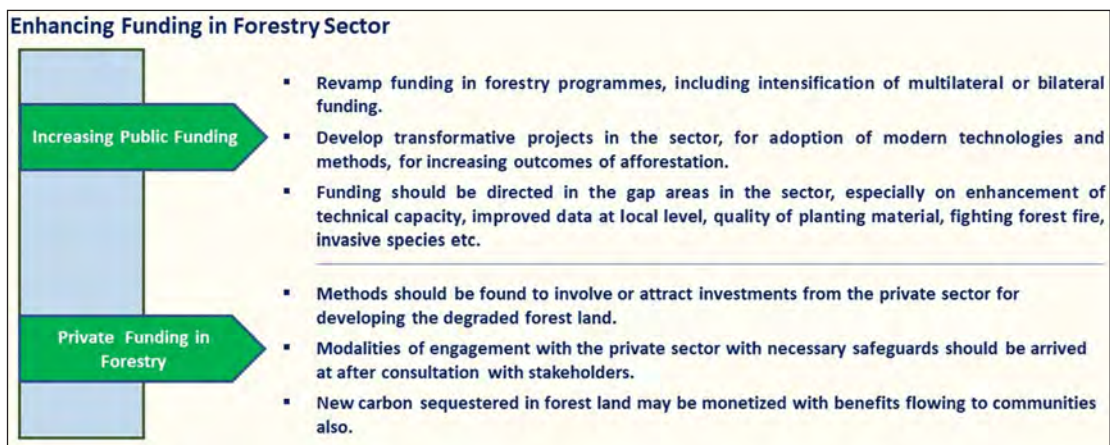 Enhancing Funding in Forestry Sector
Increasing Public Funding
▪ Revamp funding in forestry programmes, including intensification of multilateral or bilateral
funding.
▪ Develop transformative projects in the sector, for adoption of modern technologies and
methods, for increasing outcomes of afforestation.
▪ Funding should be directed in the gap areas in the sector, especially on enhancement of
technical capacity, improved data at local level, quality of planting material, fighting forest fire,
invasive species etc.
Private Funding in
Forestry
▪ Methods should be found to involve or attract investments from the private sector for
developing the degraded forest land.
▪ Modalities of engagement with the private sector with necessary safeguards should be arrived
at after consultation with stakeholders.
▪ New carbon sequestered in forest land may be monetized with benefits flowing to communities
also.